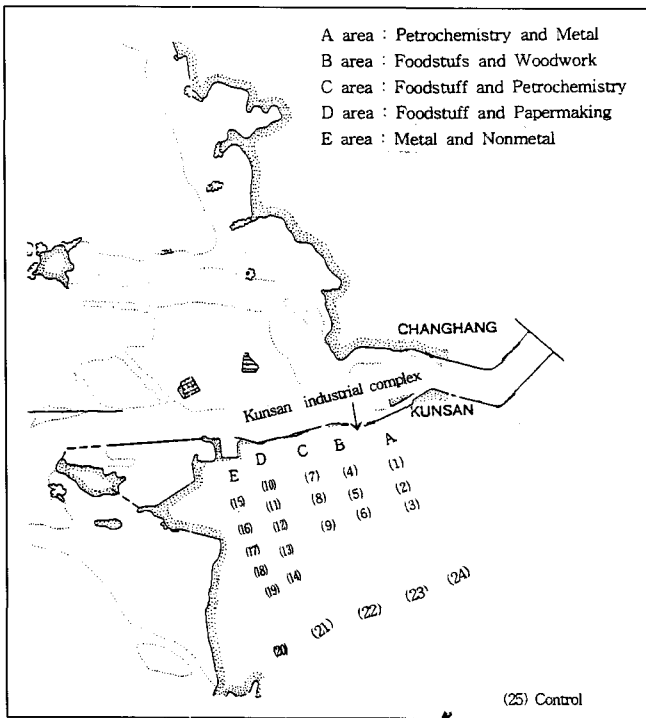 A area : Petrochemistry and Metal
B area : Foodstufs and Woodwork
C area : Foodstuff and Petrochemistry
D area : Foodstuff and Papermaking
E area : Metal and Nonmetal
CHANGHANG
Kunsan industrial complex
KUNSAN
E D C B A
(10) (7) (4) (1)
(15) (11) (8) (5) (2)
(16) (12) (9) (6) (3)
(17) (13)
(18)
(19) (14)
(20) (21) (22) (23) (24)
(25) Control